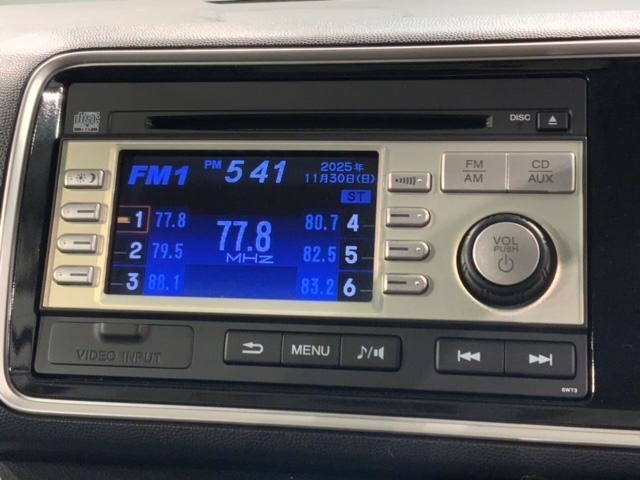 DISC
FM1
PM 5 41
2025年
11月30日(日)
ST
1 77.8
2 79.5
3 88.1
77.8
MHz
80.7 4
82.5 5
83.2 6
FM
AM
CD
AUX
VOL
PUSH
VIDEO INPUT
MENU